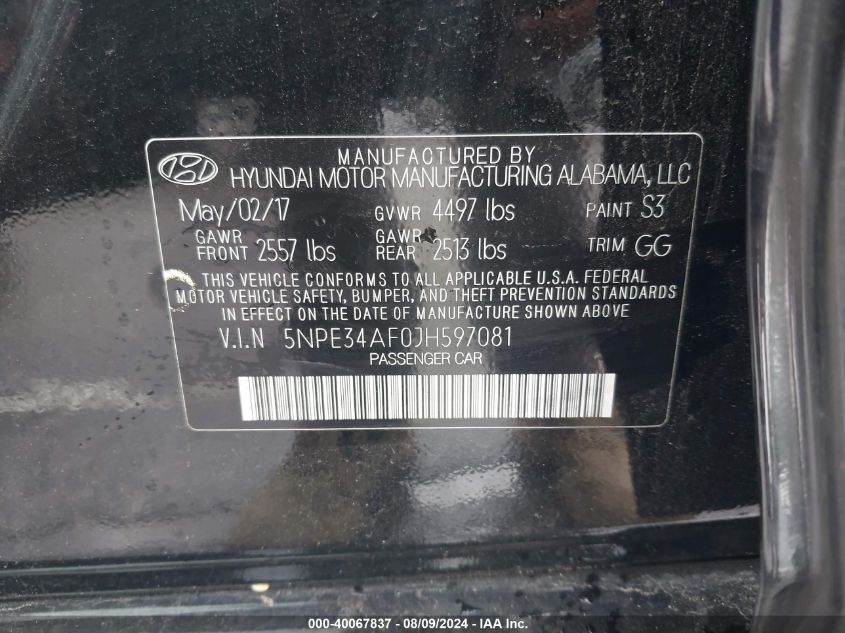 MANUFACTURED BY
HYUNDAI MOTOR MANUFACTURING ALABAMA, LLC
May/02/17 GVWR 4497 lbs PAINT S3
GAWR FRONT 2557 lbs GAWR REAR 2513 lbs TRIM GG
THIS VEHICLE CONFORMS TO ALL APPLICABLE U.S.A. FEDERAL
MOTOR VEHICLE SAFETY, BUMPER, AND THEFT PREVENTION STANDARDS
IN EFFECT ON THE DATE OF MANUFACTURE SHOWN ABOVE
V.I.N 5NPE34AF0JH597081
PASSENGER CAR
000-40067837 - 08/09/2024 - IAA Inc.